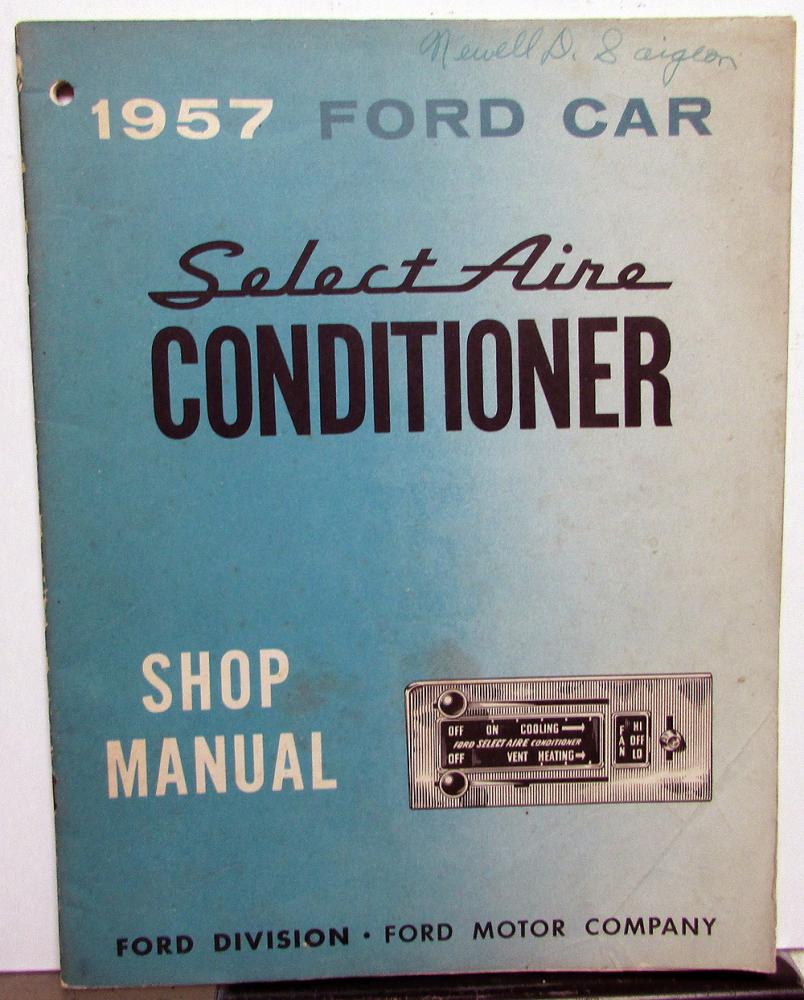 Newell D.
1957 FORD CAR
Select Aire
CONDITIONER
SHOP
MANUAL
OFF ON COOLING
FORD SELECT AIRE CONDITIONER
OFF VENT HEATING
FAN
HI
OFF
LO
FORD DIVISION • FORD MOTOR COMPANY